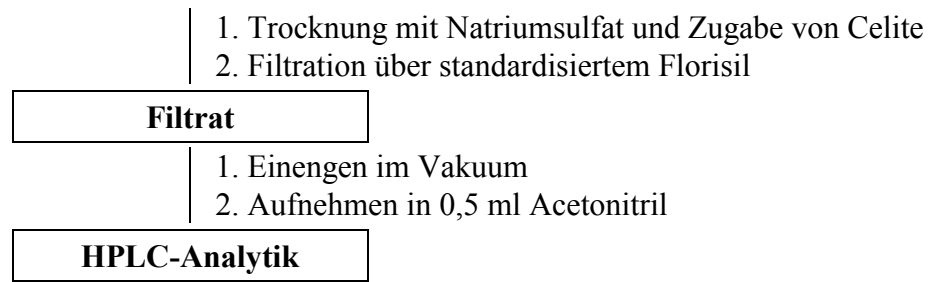 1. Trocknung mit Natriumsulfat und Zugabe von Celite
2. Filtration über standardisiertem Florisil
Filtrat
1. Einengen im Vakuum
2. Aufnehmen in 0,5 ml Acetonitril
HPLC-Analytik